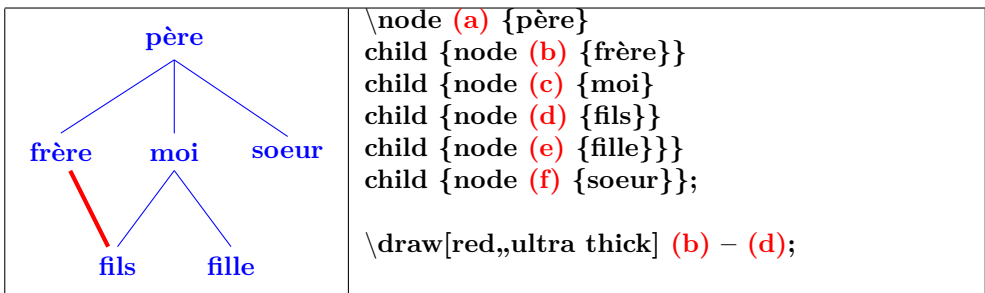 père
frère moi soeur
fils fille
\node (a) {père}
child {node (b) {frère}}
child {node (c) {moi}
child {node (d) {fils}}
child {node (e) {fille}}}
child {node (f) {soeur}};
\draw[red,,ultra thick] (b) – (d);